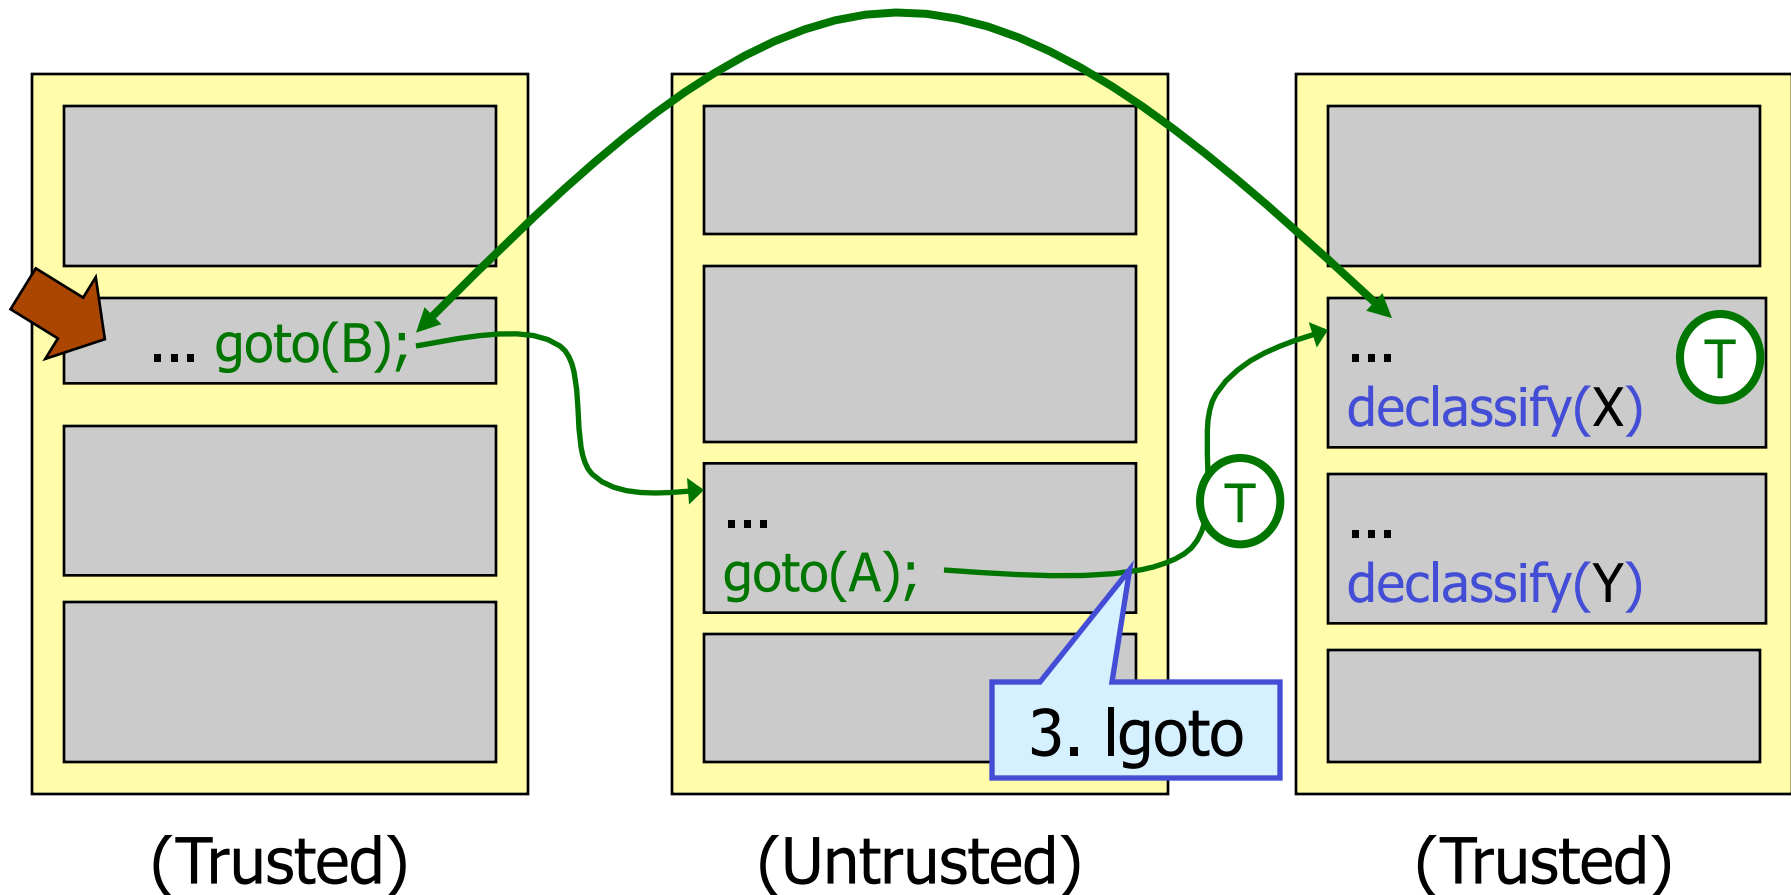 ... goto(B);
...
goto(A);
T
...
declassify(X)
T
...
declassify(Y)
3. lgoto
(Trusted)
(Untrusted)
(Trusted)